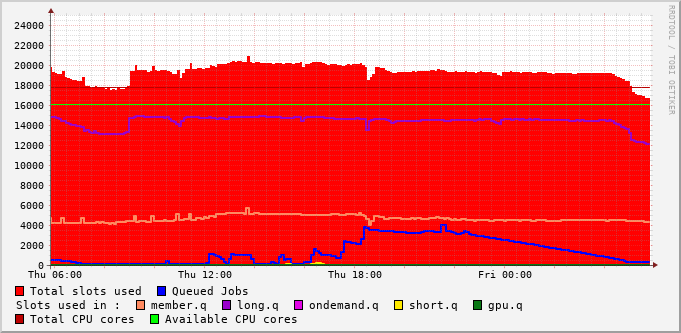 24000
22000
20000
18000
16000
14000
12000
10000
8000
6000
4000
2000
0
Thu 06:00 Thu 12:00 Thu 18:00 Fri 00:00
RRDTOOL / TOBI OETIKER
Total slots used Queued Jobs
Slots used in : member.q long.q ondemand.q short.q gpu.q
Total CPU cores Available CPU cores